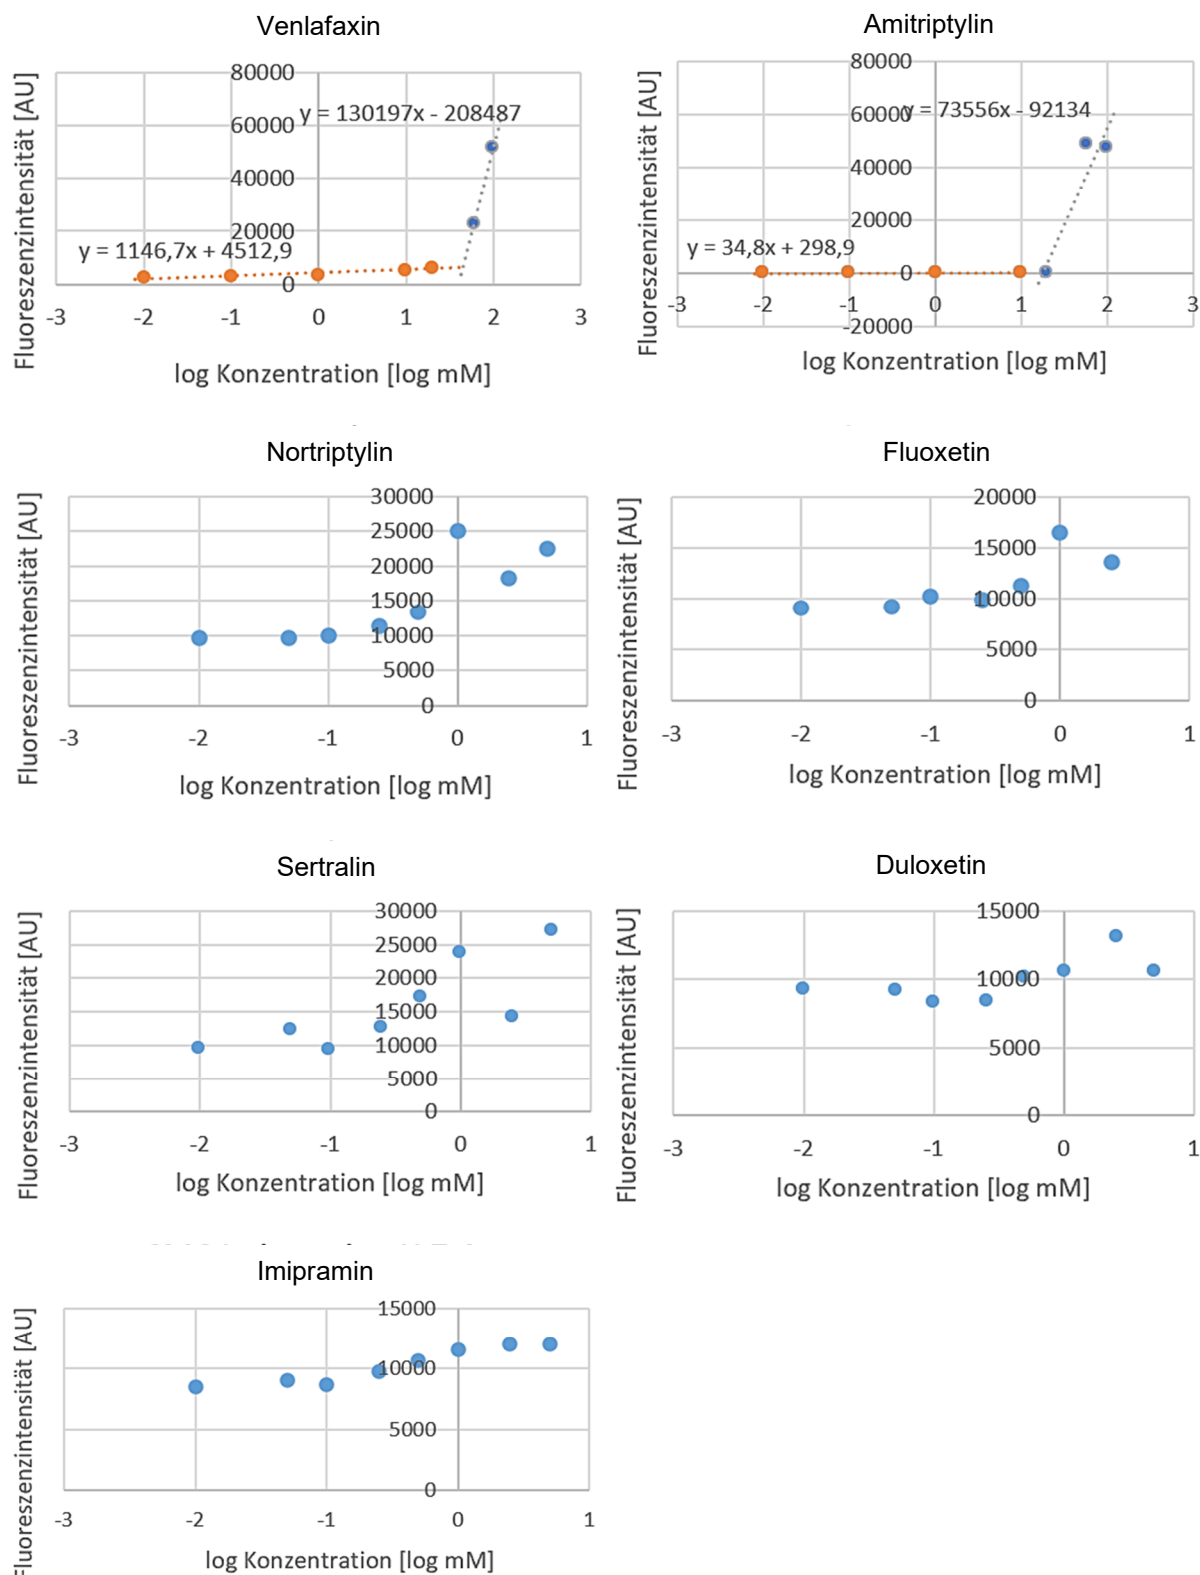 Venlafaxin
Fluoreszenzintensität [AU]
80000
60000
40000
20000
0
y = 130197x - 208487
y = 1146,7x + 4512,9
-3 -2 -1 0 1 2 3
log Konzentration [log mM]
Amitriptylin
Fluoreszenzintensität [AU]
80000
60000
40000
20000
0
-20000
y = 73556x - 92134
y = 34,8x + 298,9
-3 -2 -1 0 1 2 3
log Konzentration [log mM]
Nortriptylin
Fluoreszenzintensität [AU]
30000
25000
20000
15000
10000
5000
0
-3 -2 -1 0 1
log Konzentration [log mM]
Fluoxetin
Fluoreszenzintensität [AU]
20000
15000
10000
5000
0
-3 -2 -1 0 1
log Konzentration [log mM]
Sertralin
Fluoreszenzintensität [AU]
30000
25000
20000
15000
10000
5000
0
-3 -2 -1 0 1
log Konzentration [log mM]
Duloxetin
Fluoreszenzintensität [AU]
15000
10000
5000
0
-3 -2 -1 0 1
log Konzentration [log mM]
Imipramin
Fluoreszenzintensität [AU]
15000
10000
5000
0
-3 -2 -1 0 1
log Konzentration [log mM]